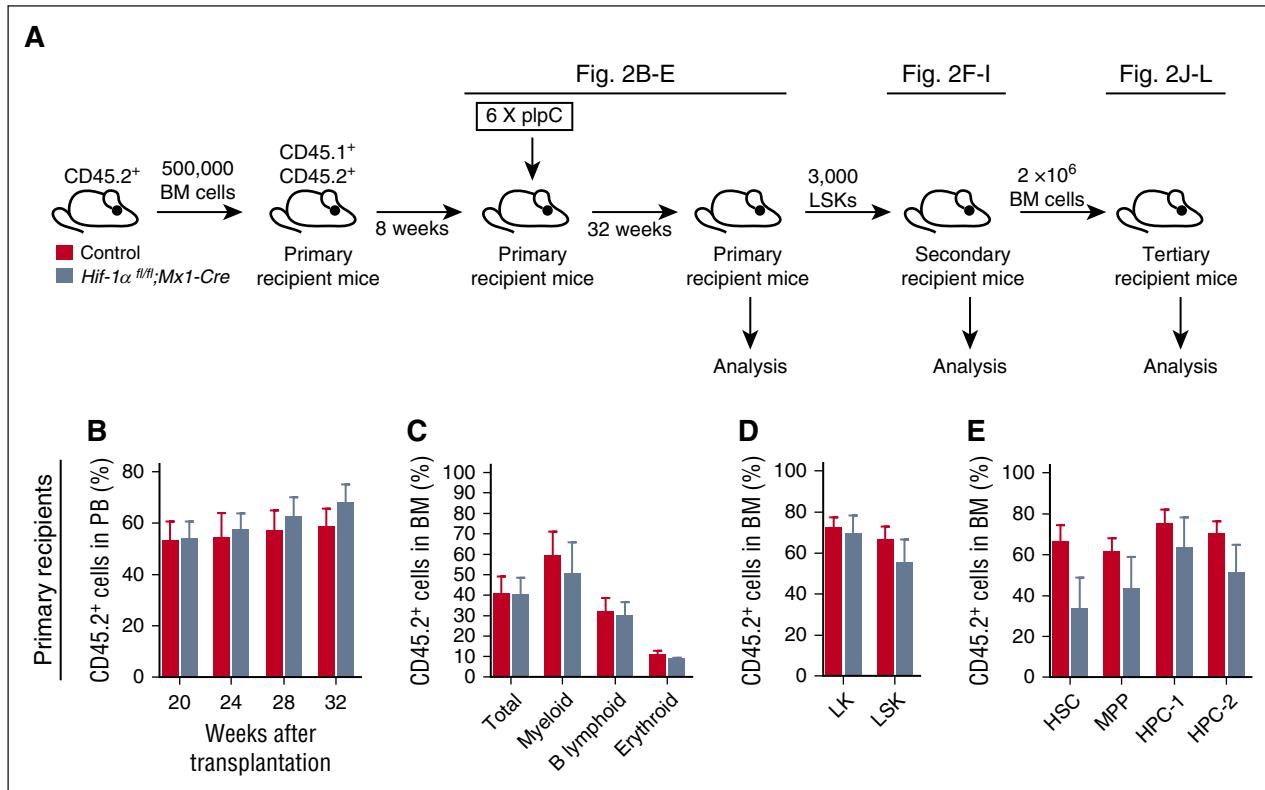 A
Fig. 2B-E
Fig. 2F-I
Fig. 2J-L
6 X pIpC
CD45.2+
500,000
BM cells
CD45.1+
CD45.2+
8 weeks
32 weeks
3,000
LSKs
2 ×10⁶
BM cells
Control
Hif-1α fl/fl;Mx1-Cre
Primary
recipient mice
Primary
recipient mice
Primary
recipient mice
Secondary
recipient mice
Tertiary
recipient mice
Analysis
Analysis
Analysis
Primary recipients
B
CD45.2+ cells in PB (%)
80
60
40
20
0
20 24 28 32
Weeks after
transplantation
C
CD45.2+ cells in BM (%)
100
90
80
70
60
50
40
30
20
10
0
Total
Myeloid
B lymphoid
Erythroid
D
CD45.2+ cells in BM (%)
100
80
60
40
20
0
LK
LSK
E
CD45.2+ cells in BM (%)
100
80
60
40
20
0
HSC
MPP
HPC-1
HPC-2